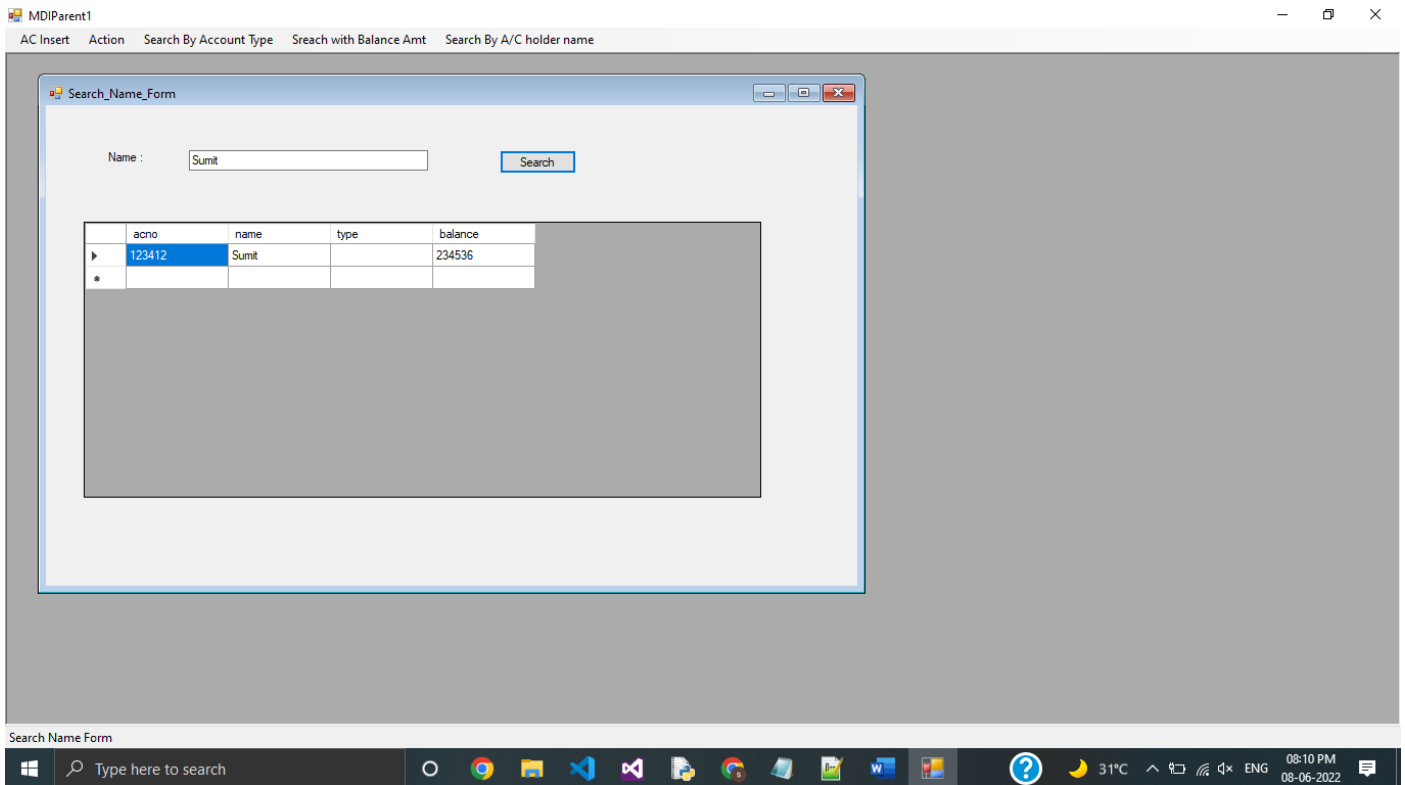 MDIParent1
AC Insert Action Search By Account Type Sreach with Balance Amt Search By A/C holder name
Search_Name_Form
Name : Sumit Search
acno name type balance
123412 Sumit 234536
Search Name Form
Type here to search 31°C ENG 08:10 PM
08-06-2022